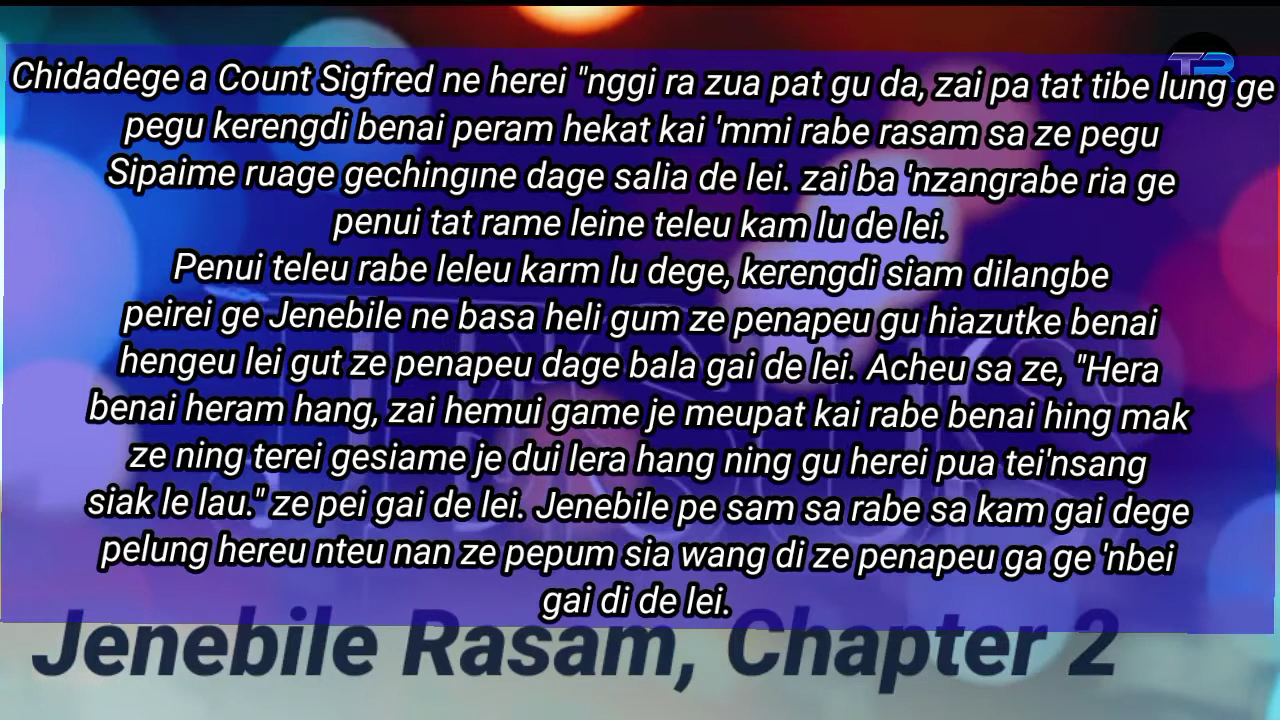 TR
Chidadege a Count Sigfred ne herei "nggi ra zua pat gu da, zai pa tat tibe lung ge
pegu kerengdi benai peram hekat kai 'mmi rabe rasam sa ze pegu
Sipaime ruage gechingıne dage salia de lei. zai ba 'nzangrabe ria ge
penui tat rame leine teleu kam lu de lei.
Penui teleu rabe leleu karm lu dege, kerengdi siam dilangbe
peirei ge Jenebile ne basa heli gum ze penapeu gu hiazutke benai
hengeu lei gut ze penapeu dage bala gai de lei. Acheu sa ze, "Hera
benai heram hang, zai hemui game je meupat kai rabe benai hing mak
ze ning terei gesiame je dui lera hang ning gu herei pua tei'nsang
siak le lau." ze pei gai de lei. Jenebile pe sam sa rabe sa kam gai dege
pelung hereu nteu nan ze pepum sia wang di ze penapeu ga ge 'nbei
gai di de lei.
Jenebile Rasam, Chapter 2